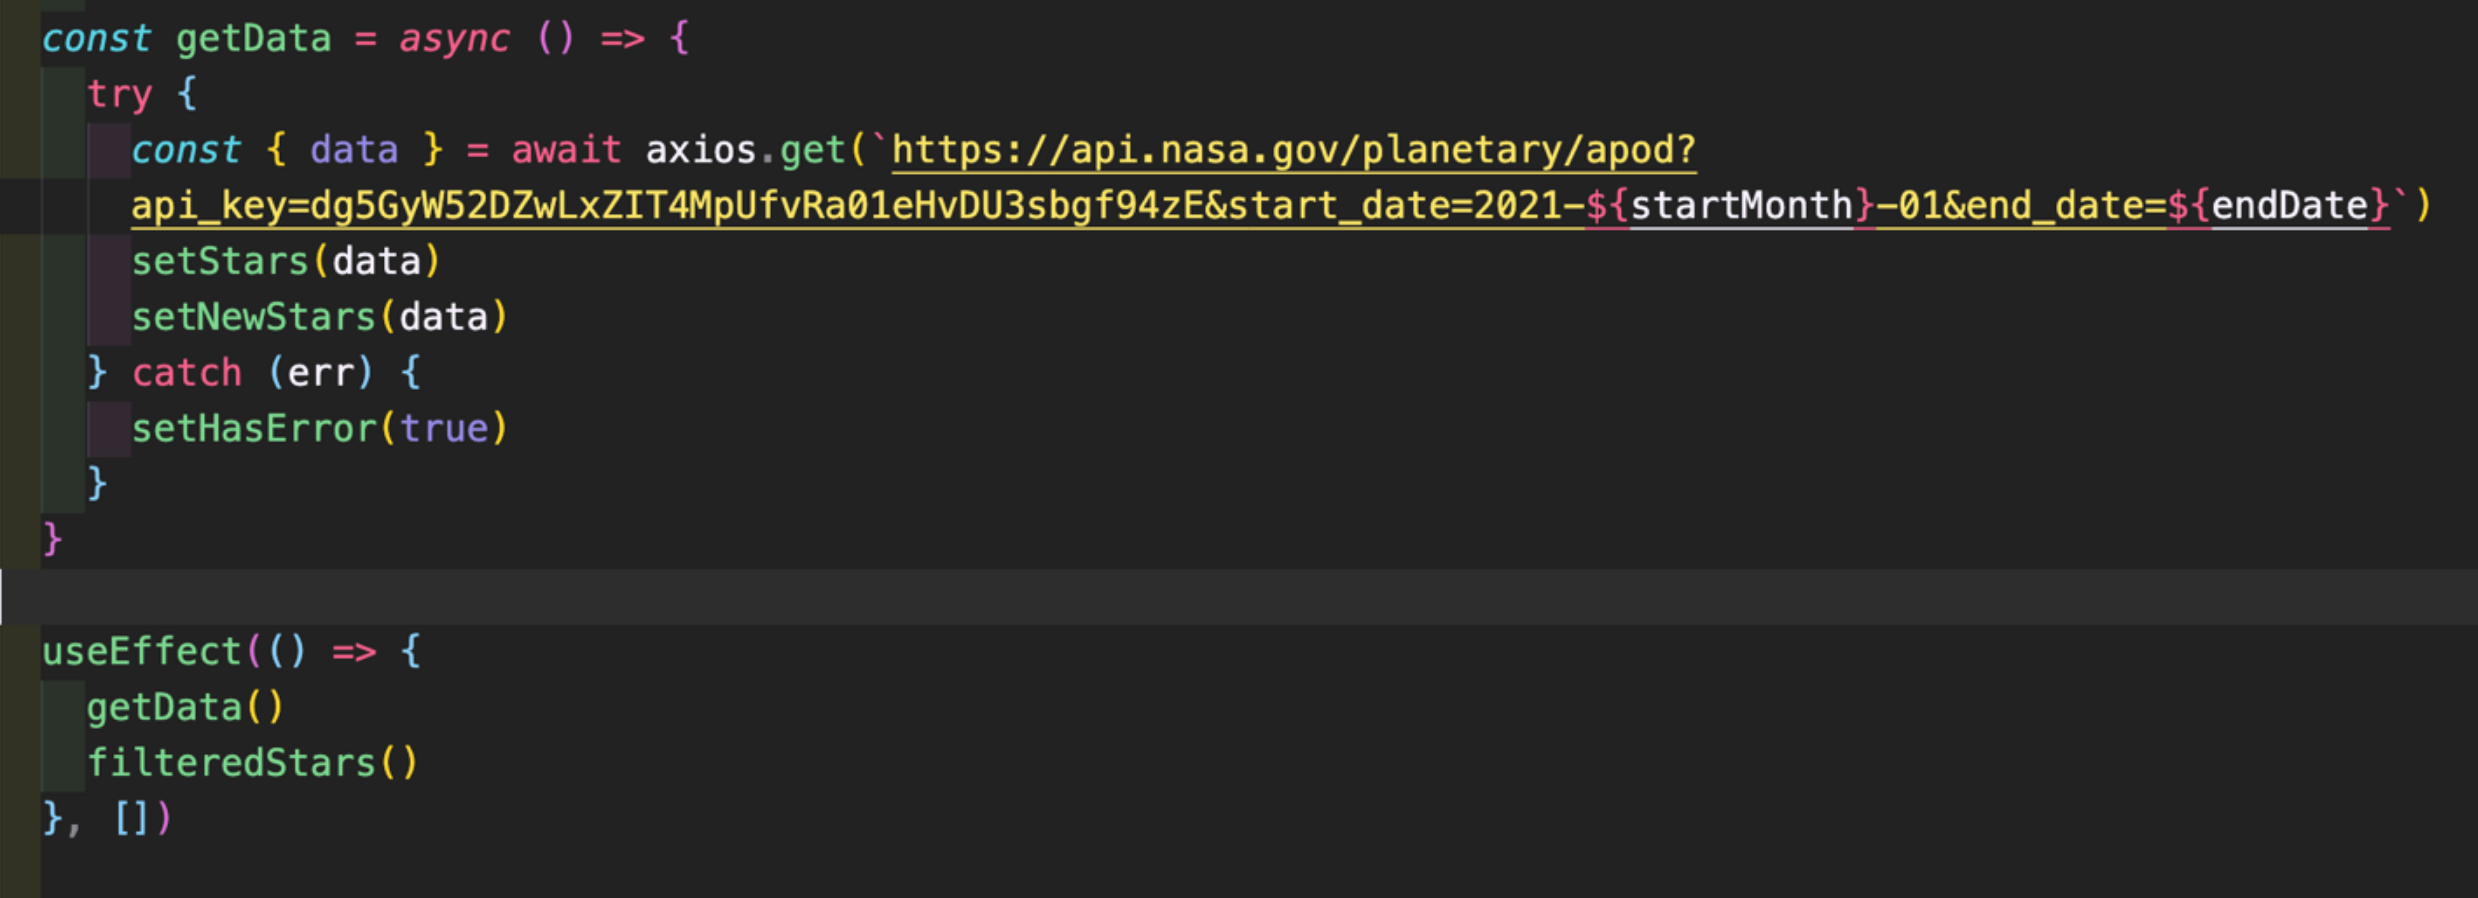 const getData = async () => {
try {
const { data } = await axios.get(`https://api.nasa.gov/planetary/apod?
api_key=dg5GyW52DZwLxZIT4MpUfvRa01eHvDU3sbgf94zE&start_date=2021-${startMonth}-01&end_date=${endDate}`)
setStars(data)
setNewStars(data)
} catch (err) {
setHasError(true)
}
}
useEffect(() => {
getData()
filteredStars()
}, [])